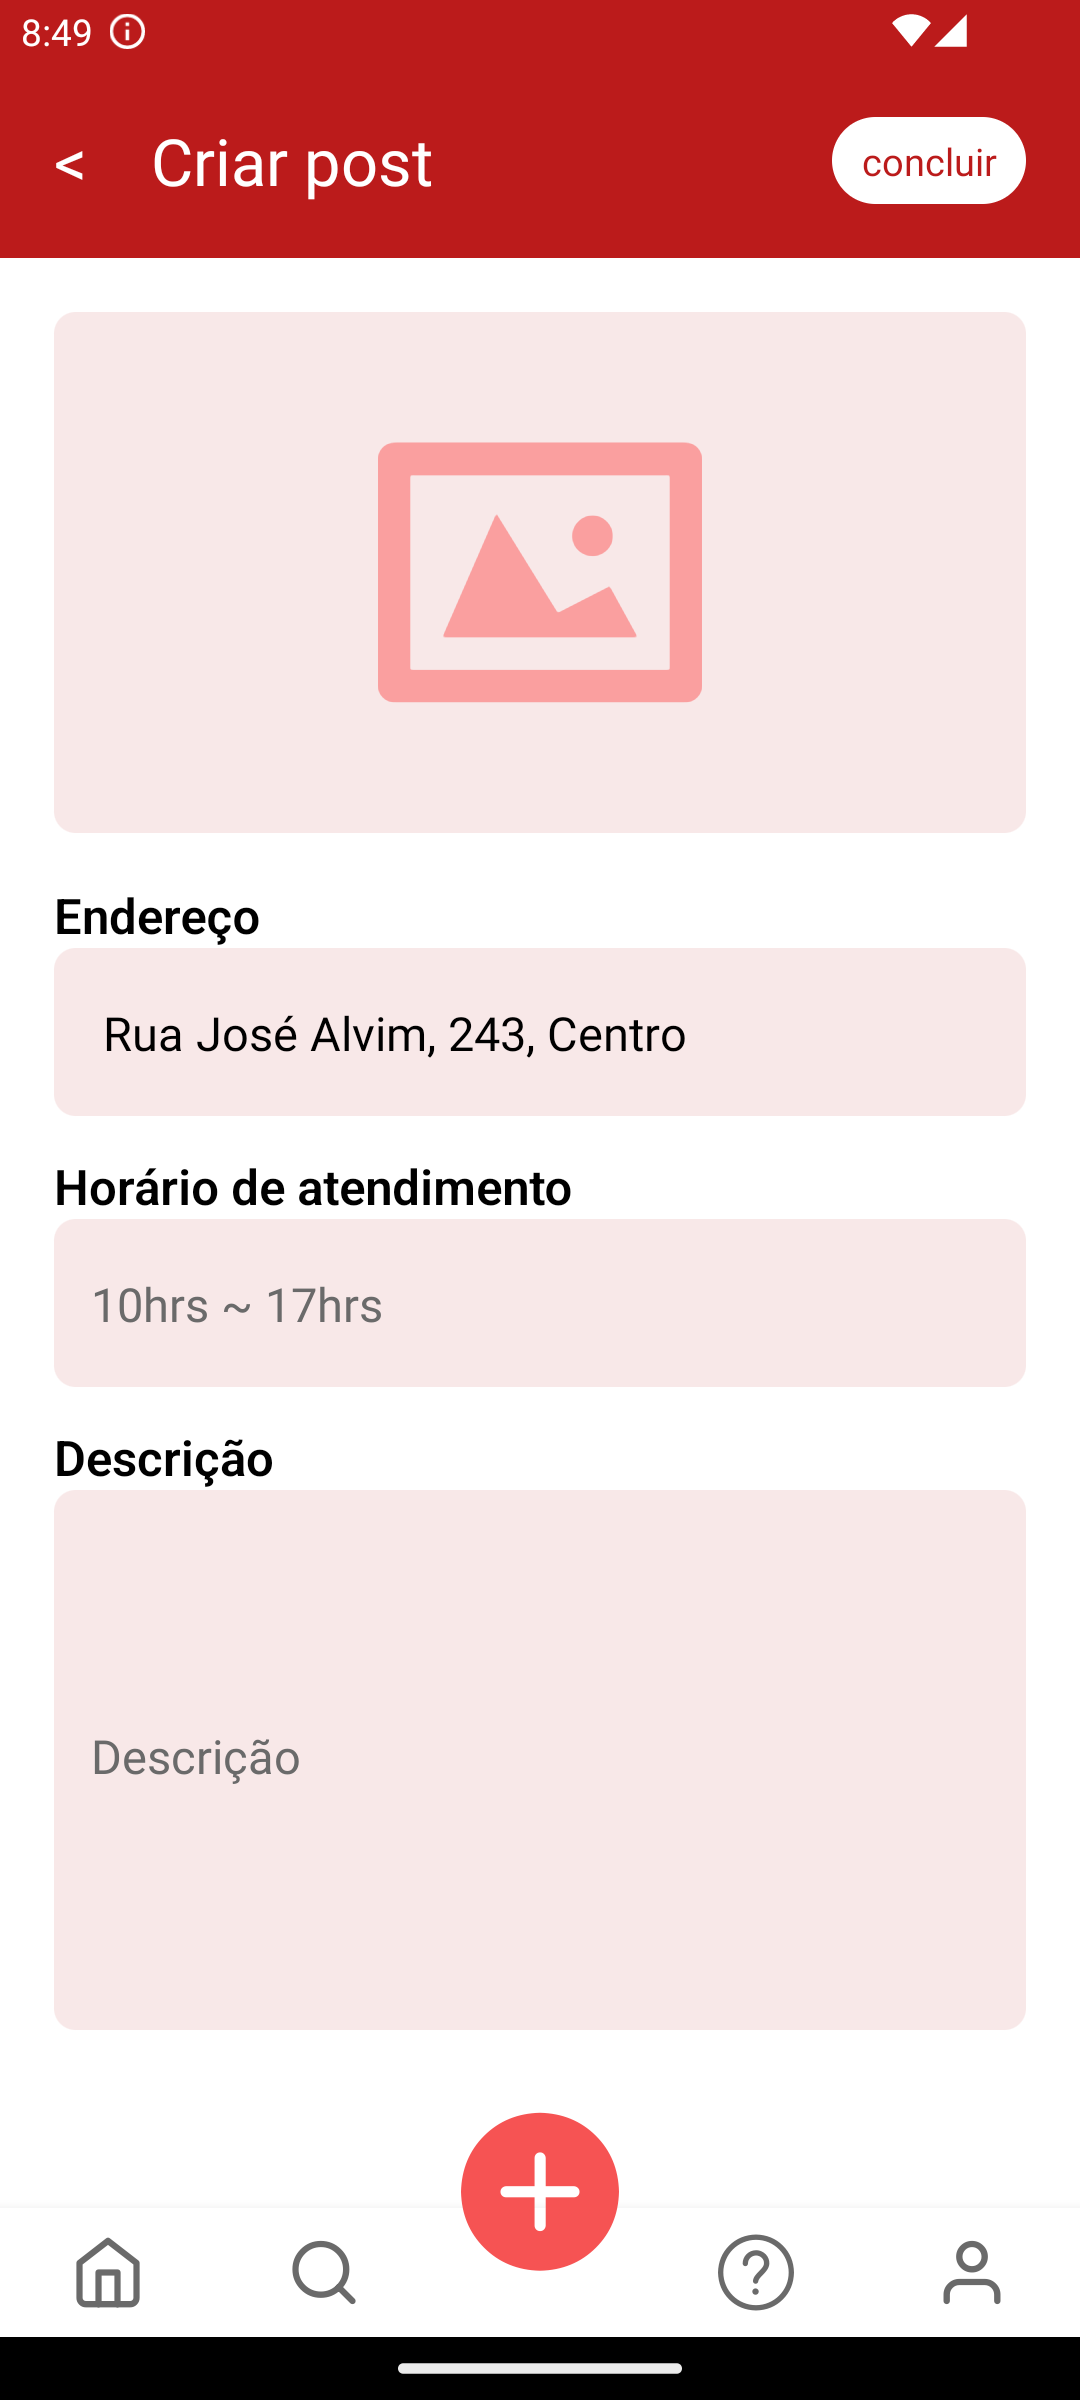 8:49
< Criar post concluir
Endereço
Rua José Alvim, 243, Centro
Horário de atendimento
10hrs ~ 17hrs
Descrição
Descrição